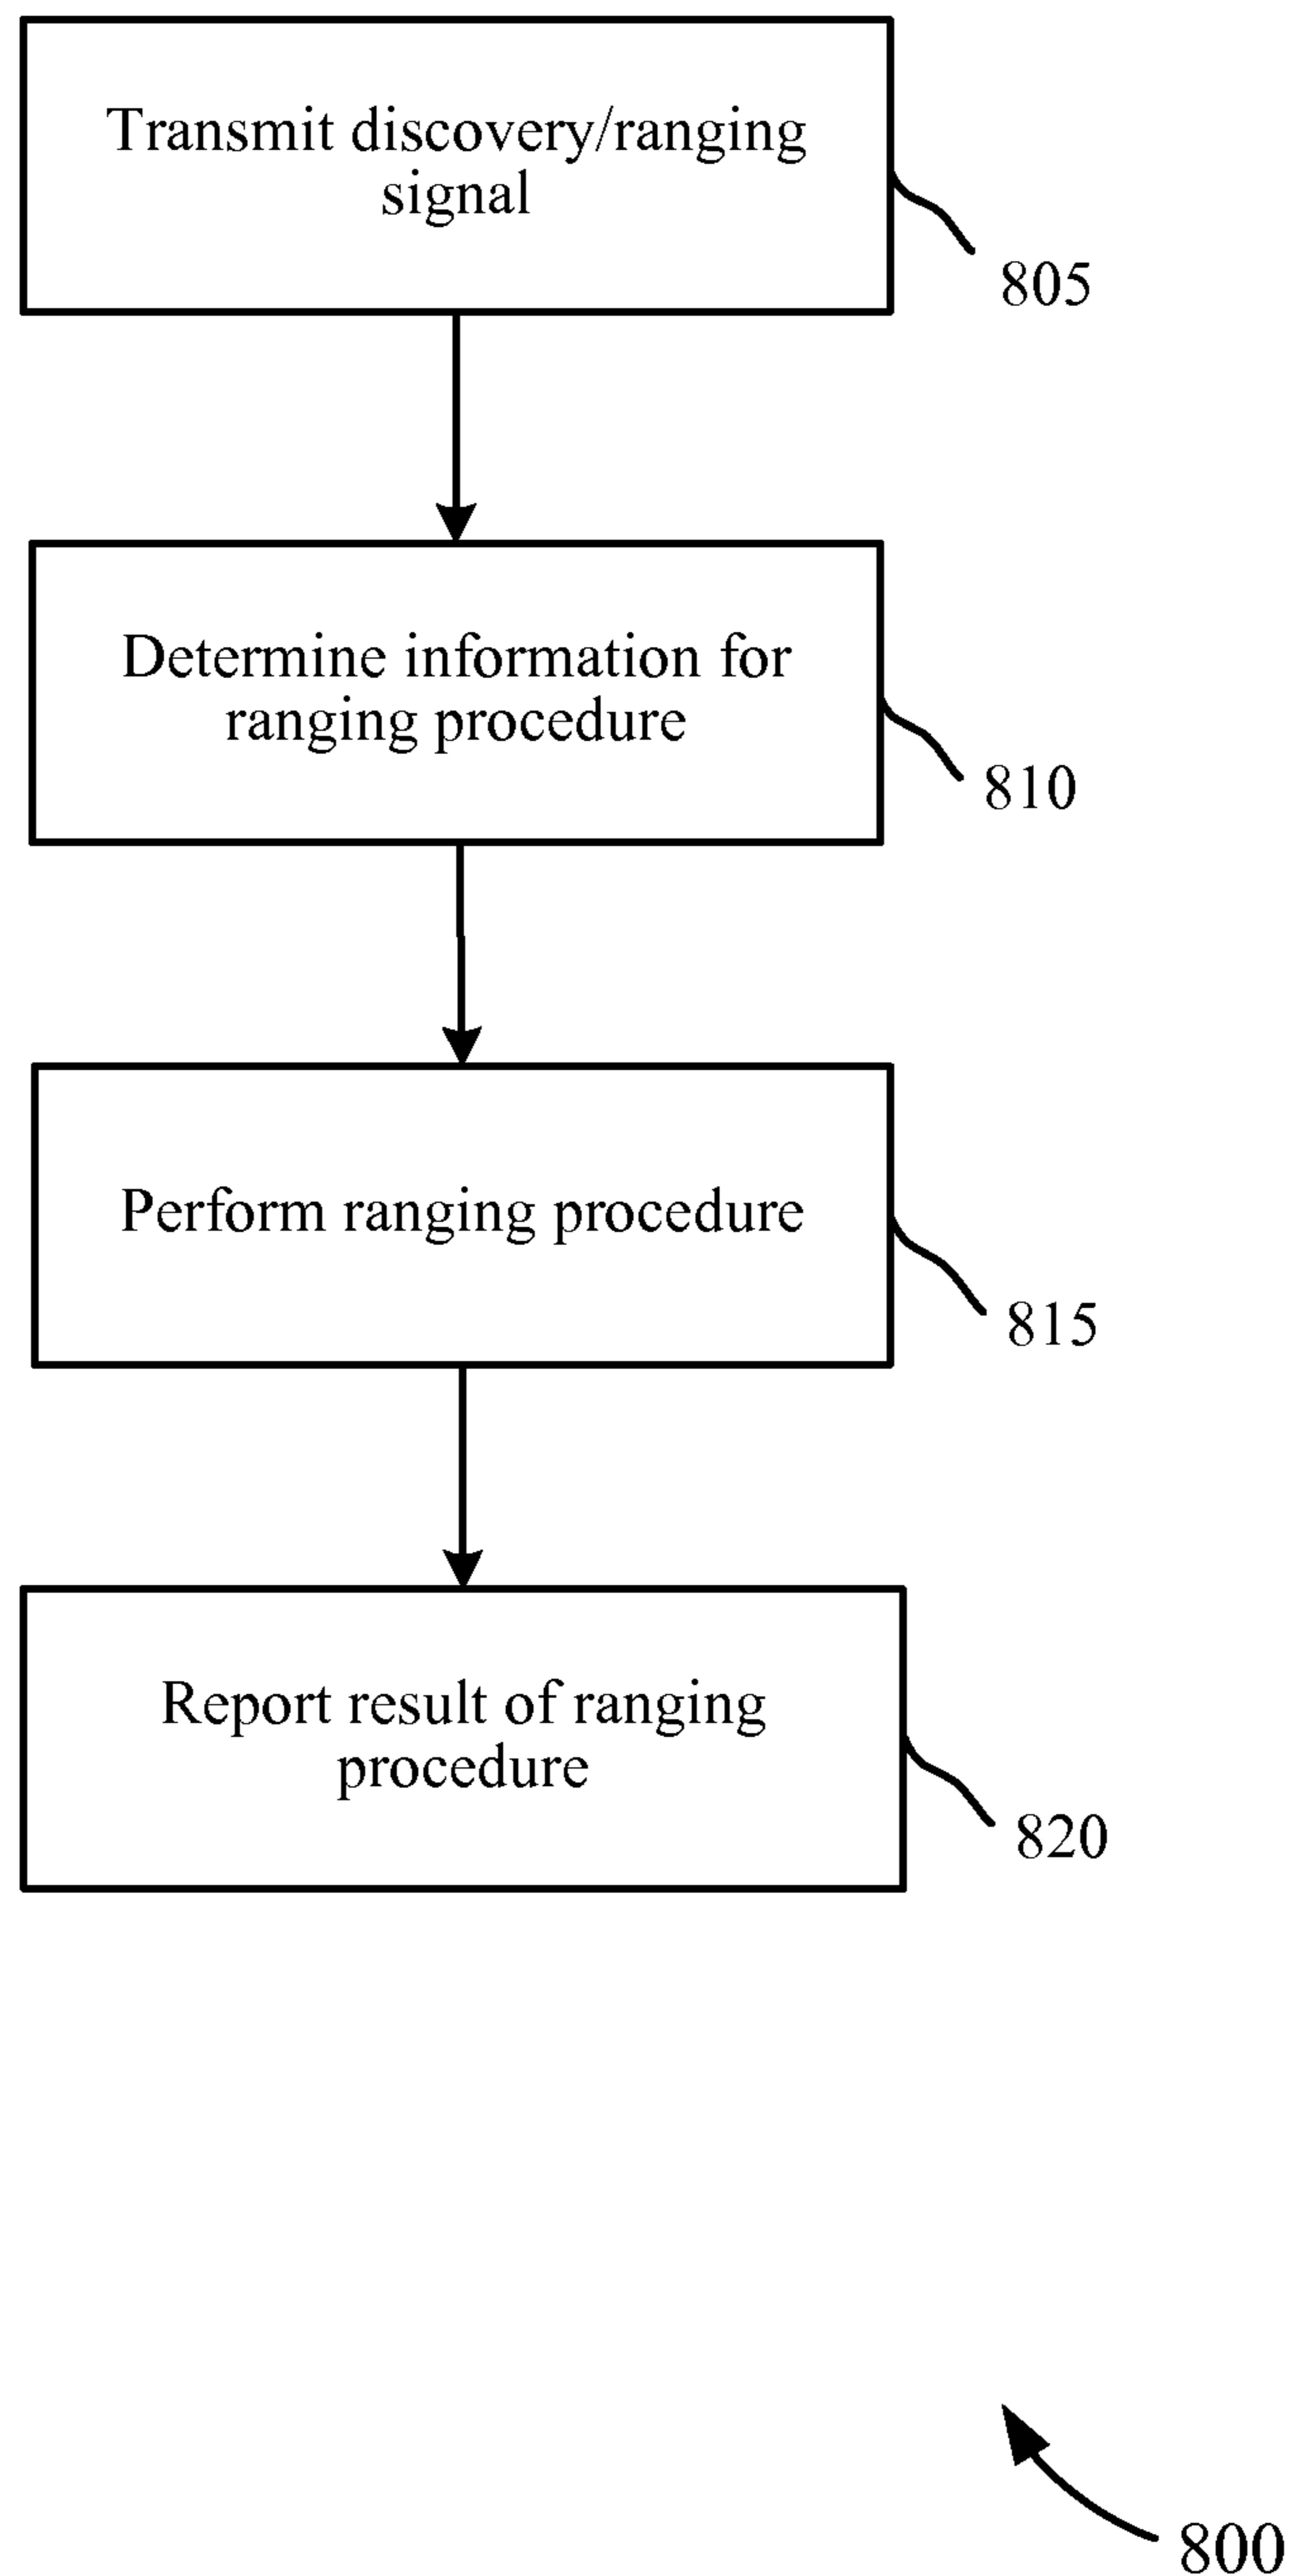 Transmit discovery/ranging
signal
805
Determine information for
ranging procedure
810
Perform ranging procedure
815
Report result of ranging
procedure
820
800